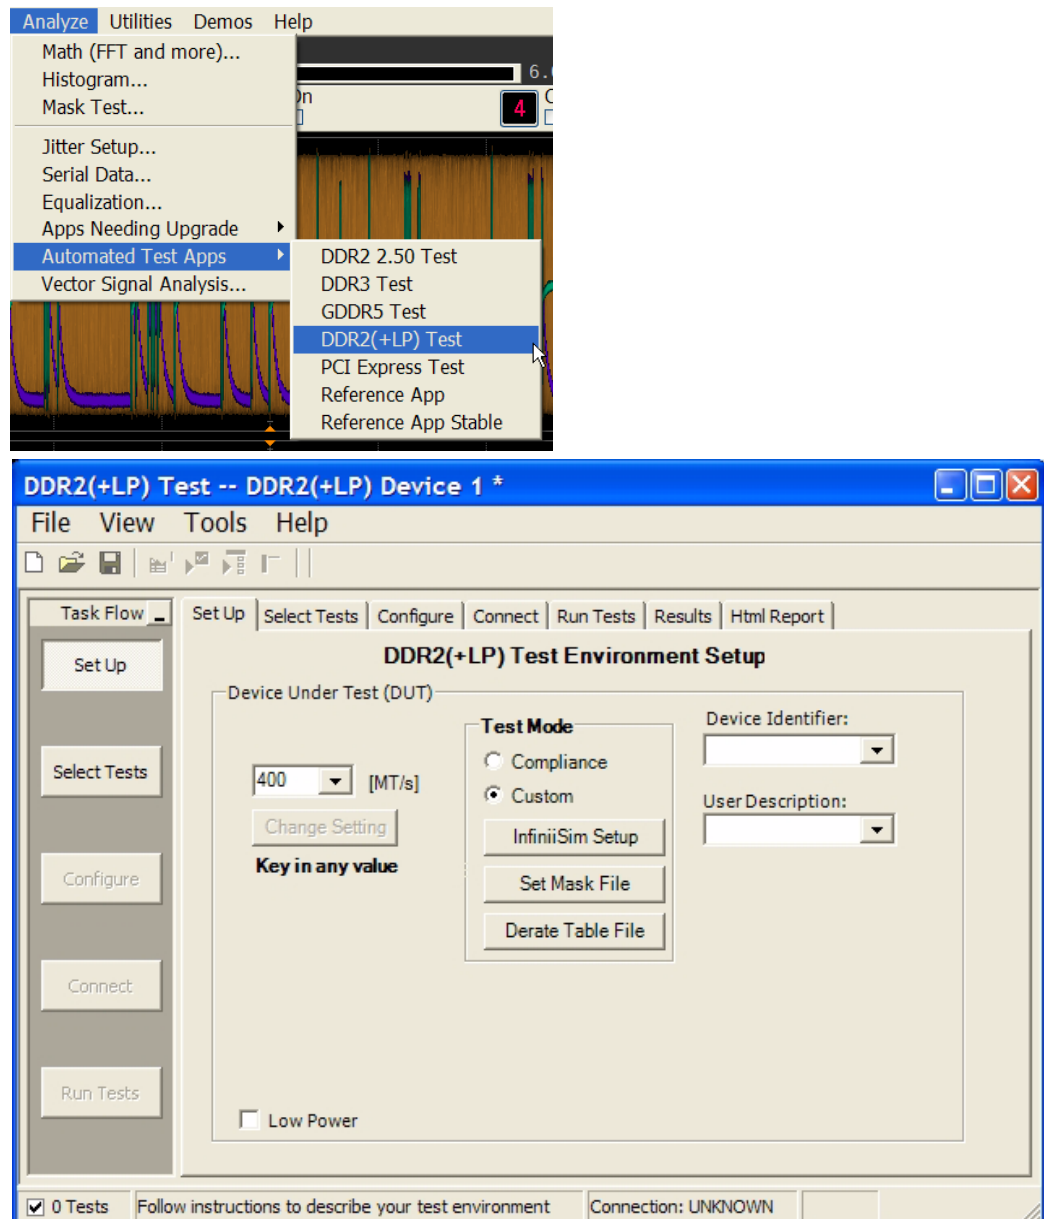 Analyze Utilities Demos Help
Math (FFT and more)...
Histogram...
Mask Test...
4
Jitter Setup...
Serial Data...
Equalization...
Apps Needing Upgrade
Automated Test Apps
Vector Signal Analysis...
DDR2 2.50 Test
DDR3 Test
GDDR5 Test
DDR2(+LP) Test
PCI Express Test
Reference App
Reference App Stable
DDR2(+LP) Test -- DDR2(+LP) Device 1 *
File View Tools Help
Task Flow
Set Up
Select Tests
Configure
Connect
Run Tests
Set Up Select Tests Configure Connect Run Tests Results Html Report
DDR2(+LP) Test Environment Setup
Device Under Test (DUT)
400 [MT/s]
Change Setting
Key in any value
Test Mode
Compliance
Custom
InfiniiSim Setup
Set Mask File
Derate Table File
Device Identifier:
User Description:
Low Power
0 Tests Follow instructions to describe your test environment Connection: UNKNOWN